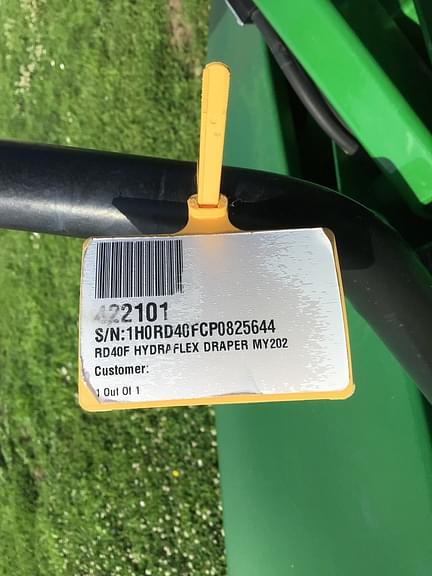 422101
S/N:1H0RD40FCP0825644
RD40F HYDRAFLEX DRAPER MY202
Customer:
1 Out Of 1